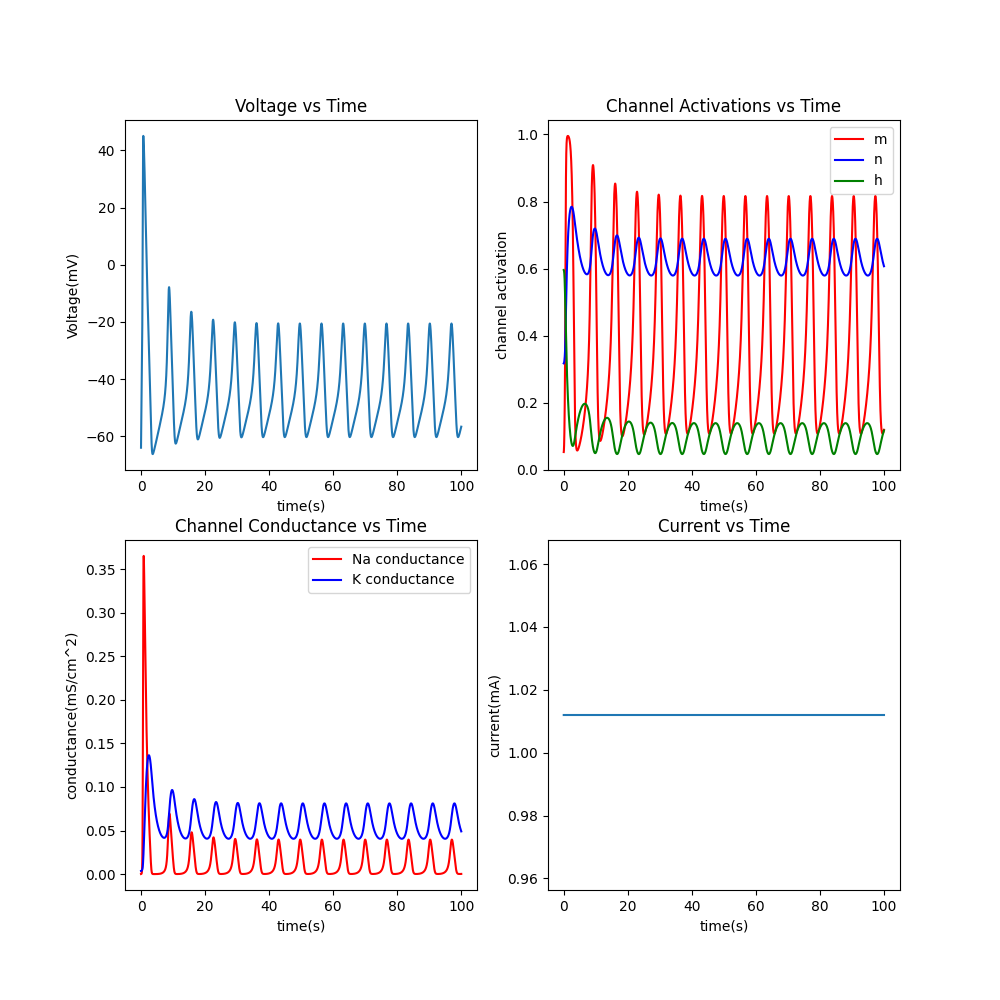 Voltage vs Time
Voltage(mV)
40
20
0
−20
−40
−60
0 20 40 60 80 100
time(s)
Channel Activations vs Time
channel activation
1.0
0.8
0.6
0.4
0.2
0.0
m
n
h
0 20 40 60 80 100
time(s)
Channel Conductance vs Time
conductance(mS/cm^2)
0.35
0.30
0.25
0.20
0.15
0.10
0.05
0.00
Na conductance
K conductance
0 20 40 60 80 100
time(s)
Current vs Time
current(mA)
1.06
1.04
1.02
1.00
0.98
0.96
0 20 40 60 80 100
time(s)